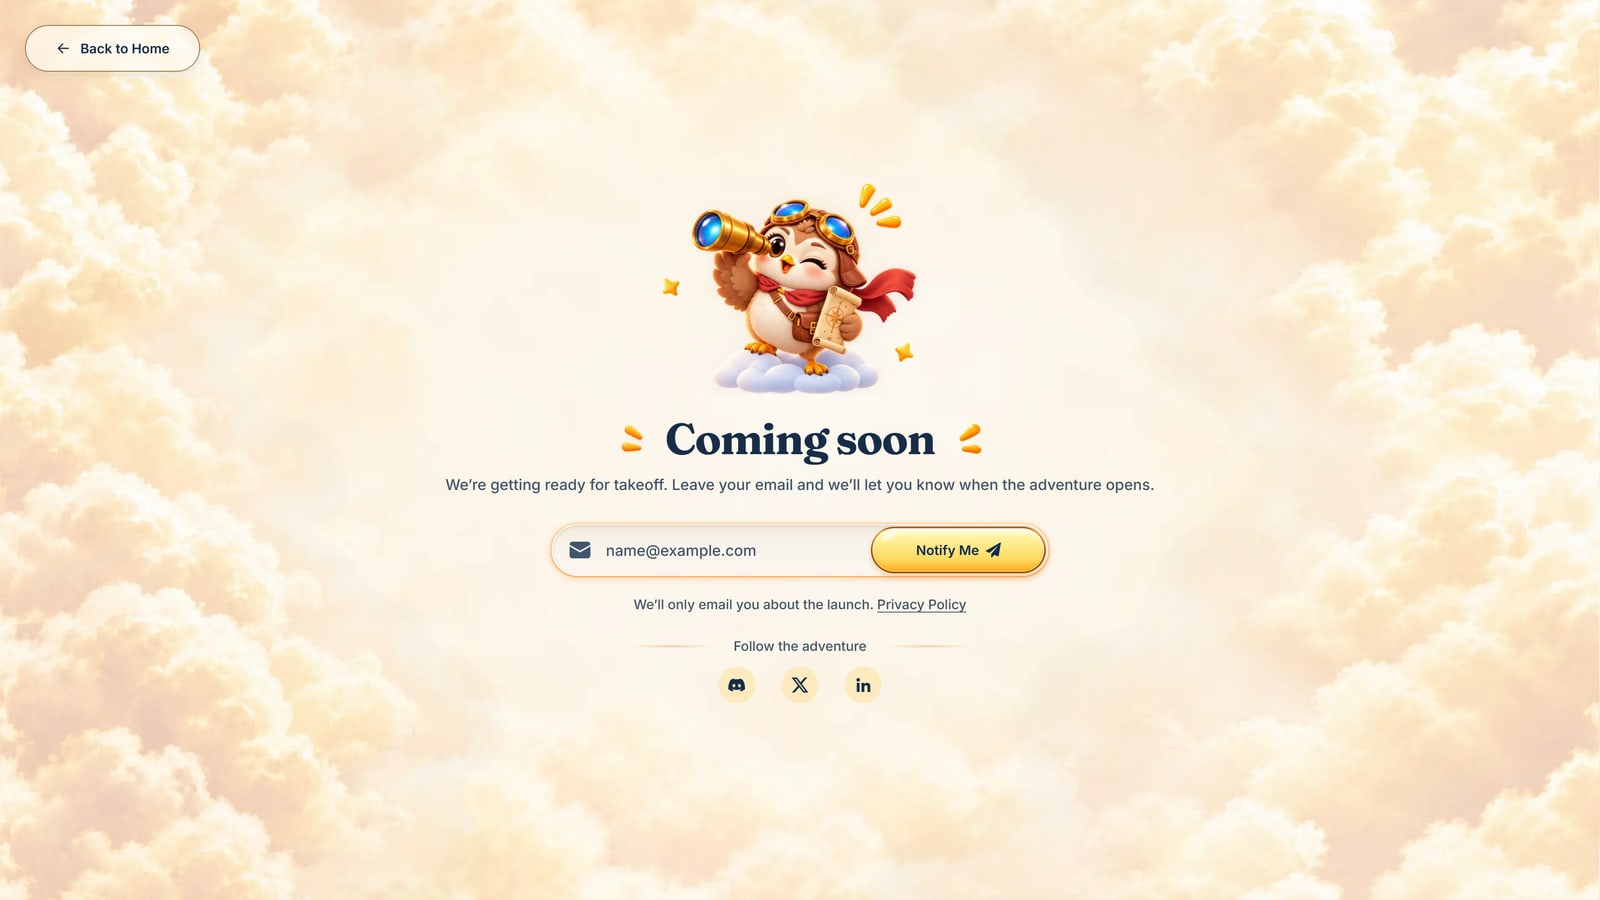 Back to Home
Coming soon
We’re getting ready for takeoff. Leave your email and we’ll let you know when the adventure opens.
name@example.com
Notify Me
We’ll only email you about the launch. Privacy Policy
Follow the adventure